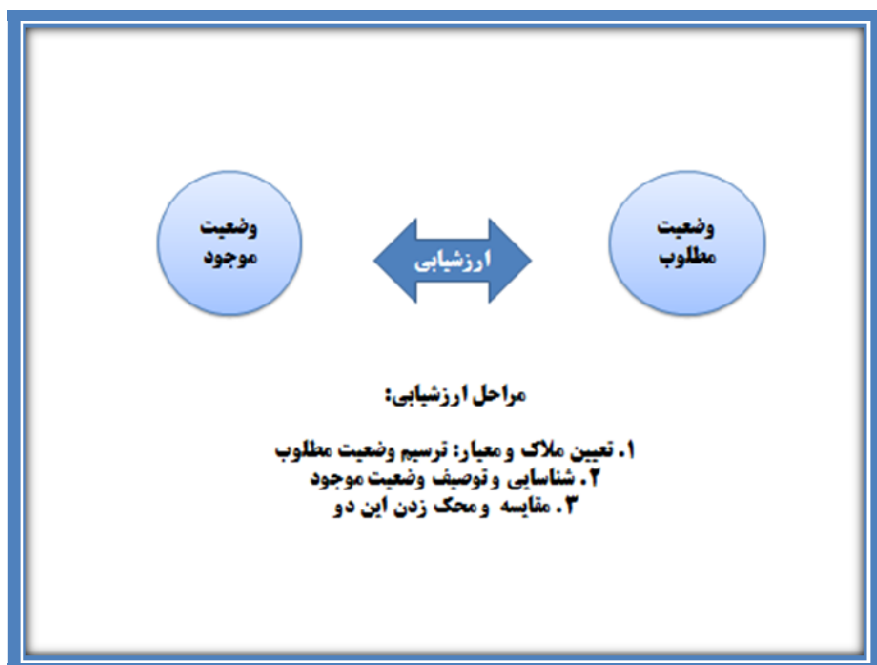 وضعیت
مطلوب
ارزشیابی
وضعیت
موجود
مراحل ارزشیابی:
۱. تعیین ملاک و معیار: ترسیم وضعیت مطلوب
۲. شناسایی و توصیف وضعیت موجود
۳. مقایسه و محک زدن این دو